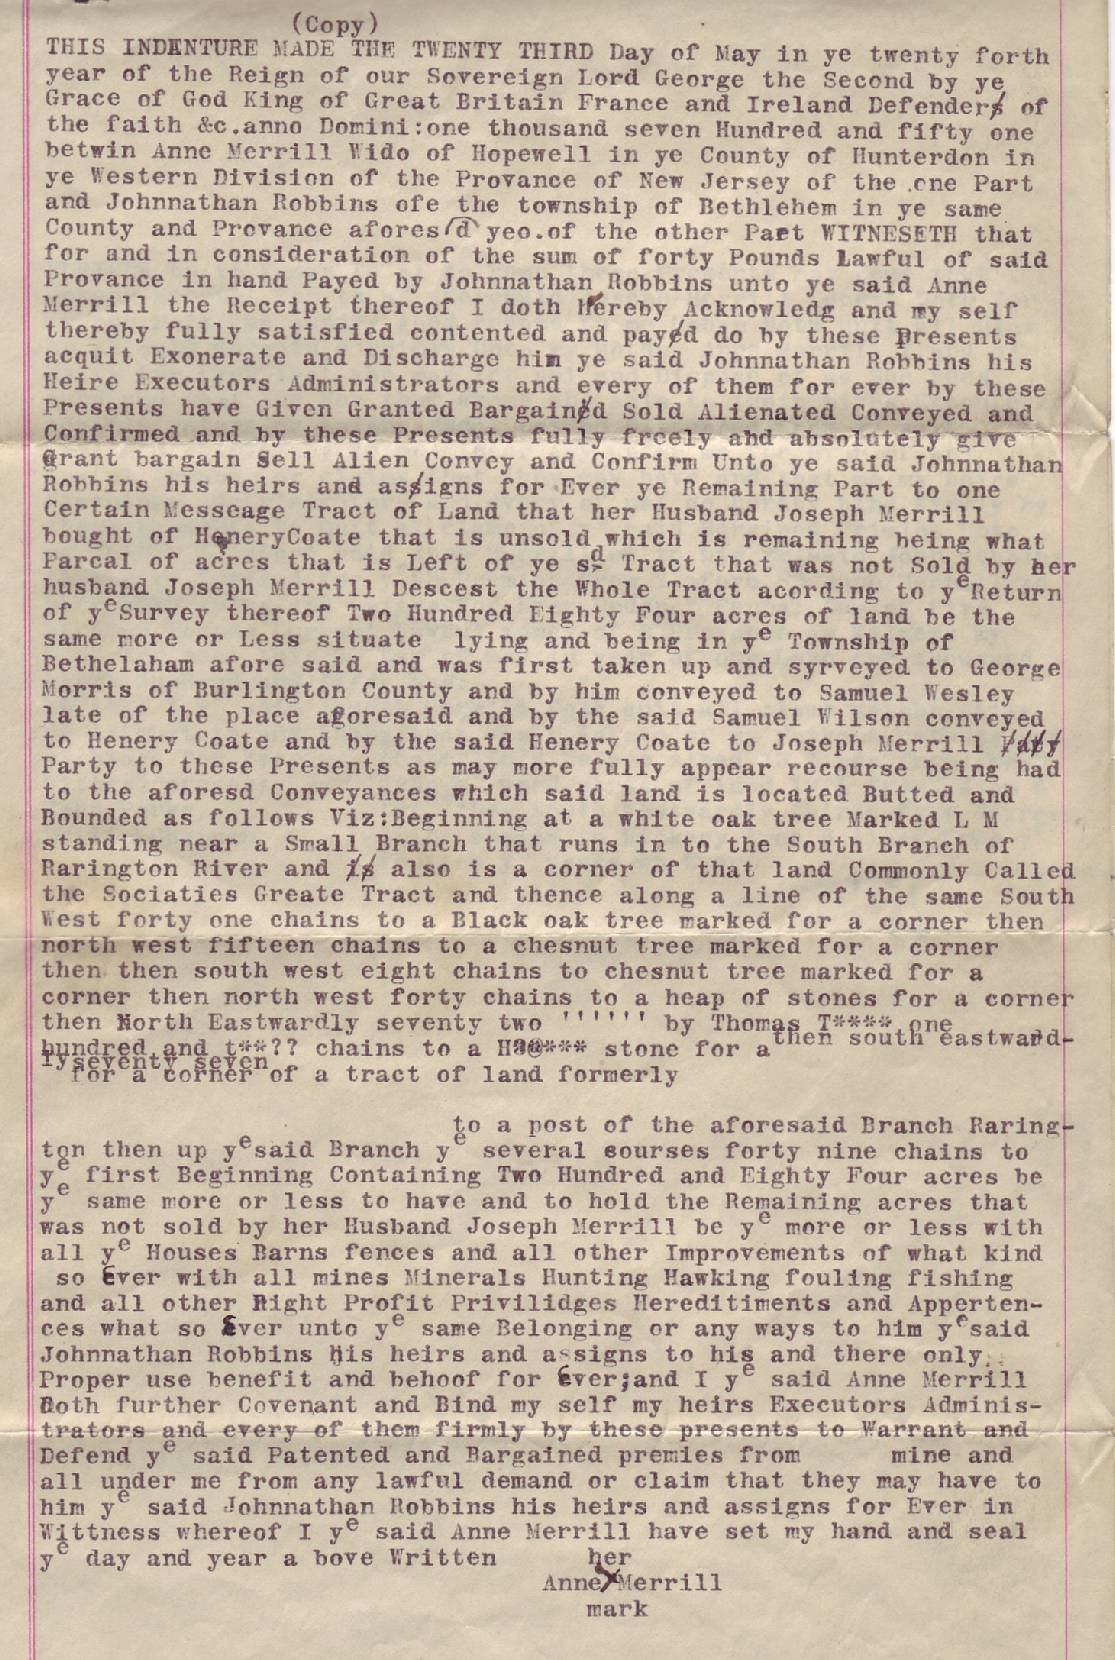 (Copy)
THIS INDENTURE MADE THE TWENTY THIRD Day of May in ye twenty forth
year of the Reign of our Sovereign Lord George the Second by ye
Grace of God King of Great Britain France and Ireland Defender of
the faith &c.anno Domini:one thousand seven Hundred and fifty one
betwin Anne Merrill Wido of Hopewell in ye County of Hunterdon in
ye Western Division of the Provance of New Jersey of the one Part
and Johnnathan Robbins ofe the township of Bethlehem in ye same
County and Provance afores'd yeo.of the other Part WITNESETH that
for and in consideration of the sum of forty Pounds Lawful of said
Provance in hand Payed by Johnnathan Robbins unto ye said Anne
Merrill the Receipt thereof I doth hereby Acknowledg and my self
thereby fully satisfied contented and payed do by these Presents
acquit Exonerate and Discharge him ye said Johnnathan Robbins his
Heire Executors Administrators and every of them for ever by these
Presents have Given Granted Bargained Sold Alienated Conveyed and
Confirmed and by these Presents fully freely and absolutely give
Grant bargain Sell Alien Convey and Confirm Unto ye said Johnnathan
Robbins his heirs and assigns for Ever ye Remaining Part to one
Certain Messeage Tract of Land that her Husband Joseph Merrill
bought of HeneryCoate that is unsold which is remaining being what
Parcal of acres that is Left of ye sd Tract that was not Sold by her
husband Joseph Merrill Descest the Whole Tract acording to ye Return
of ye Survey thereof Two Hundred Eighty Four acres of land be the
same more or Less situate lying and being in ye Township of
Bethelaham afore said and was first taken up and syrveyed to George
Morris of Burlington County and by him conveyed to Samuel Wesley
late of the place aforesaid and by the said Samuel Wilson conveyed
to Henery Coate and by the said Henery Coate to Joseph Merrill
Party to these Presents as may more fully appear recourse being had
to the aforesd Conveyances which said land is located Butted and
Bounded as follows Viz:Beginning at a white oak tree Marked L M
standing near a Small Branch that runs in to the South Branch of
Rarington River and is also is a corner of that land Commonly Called
the Sociaties Greate Tract and thence along a line of the same South
West forty one chains to a Black oak tree marked for a corner then
north west fifteen chains to a chesnut tree marked for a corner
then then south west eight chains to chesnut tree marked for a
corner then north west forty chains to a heap of stones for a corner
then North Eastwardly seventy two '''''' by Thomas T**** one
hundred and t**?? chains to a H?@*** stone for a then south eastward-
ly seventy seven
for a corner of a tract of land formerly
to a post of the aforesaid Branch Raring-
ton then up ye said Branch ye several courses forty nine chains to
ye first Beginning Containing Two Hundred and Eighty Four acres be
ye same more or less to have and to hold the Remaining acres that
was not sold by her Husband Joseph Merrill be ye more or less with
all ye Houses Barns fences and all other Improvements of what kind
so Ever with all mines Minerals Hunting Hawking fouling fishing
and all other Right Profit Privilidges Hereditiments and Apperten-
ces what so Ever unto ye same Belonging or any ways to him ye said
Johnnathan Robbins his heirs and assigns to his and there only
Proper use benefit and behoof for Ever;and I ye said Anne Merrill
Doth further Covenant and Bind my self my heirs Executors Adminis-
trators and every of them firmly by these presents to Warrant and
Defend ye said Patented and Bargained premies from mine and
all under me from any lawful demand or claim that they may have to
him ye said Johnnathan Robbins his heirs and assigns for Ever in
Wittness whereof I ye said Anne Merrill have set my hand and seal
ye day and year a bove Written her
Anne X Merrill
mark